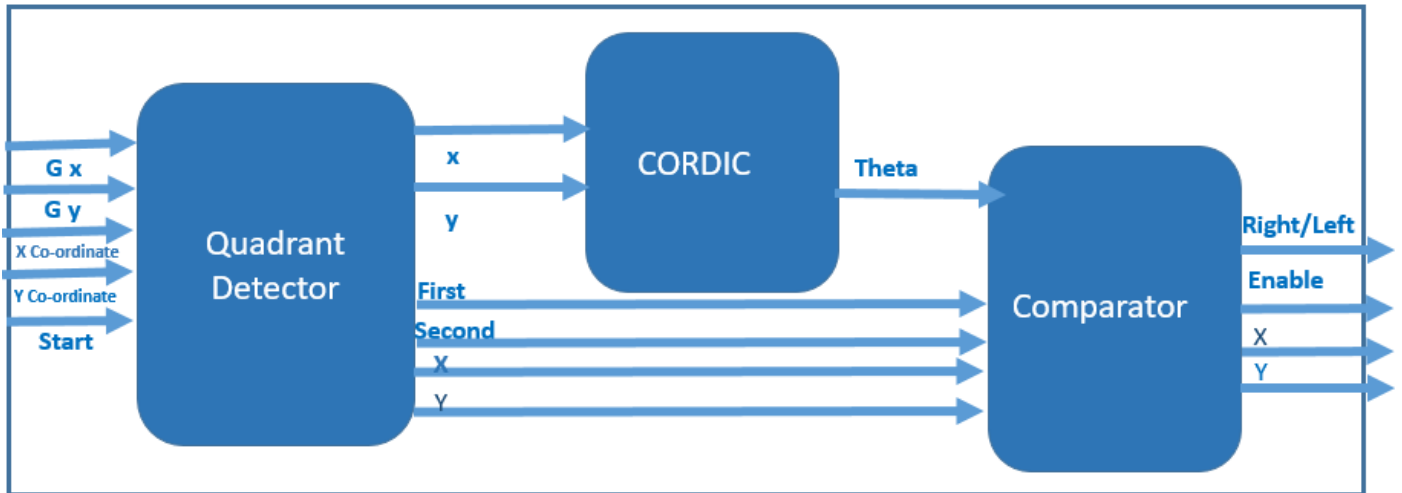 G x
G y
X Co-ordinate
Y Co-ordinate
Start
Quadrant
Detector
x
y
First
Second
X
Y
CORDIC
Theta
Comparator
Right/Left
Enable
X
Y